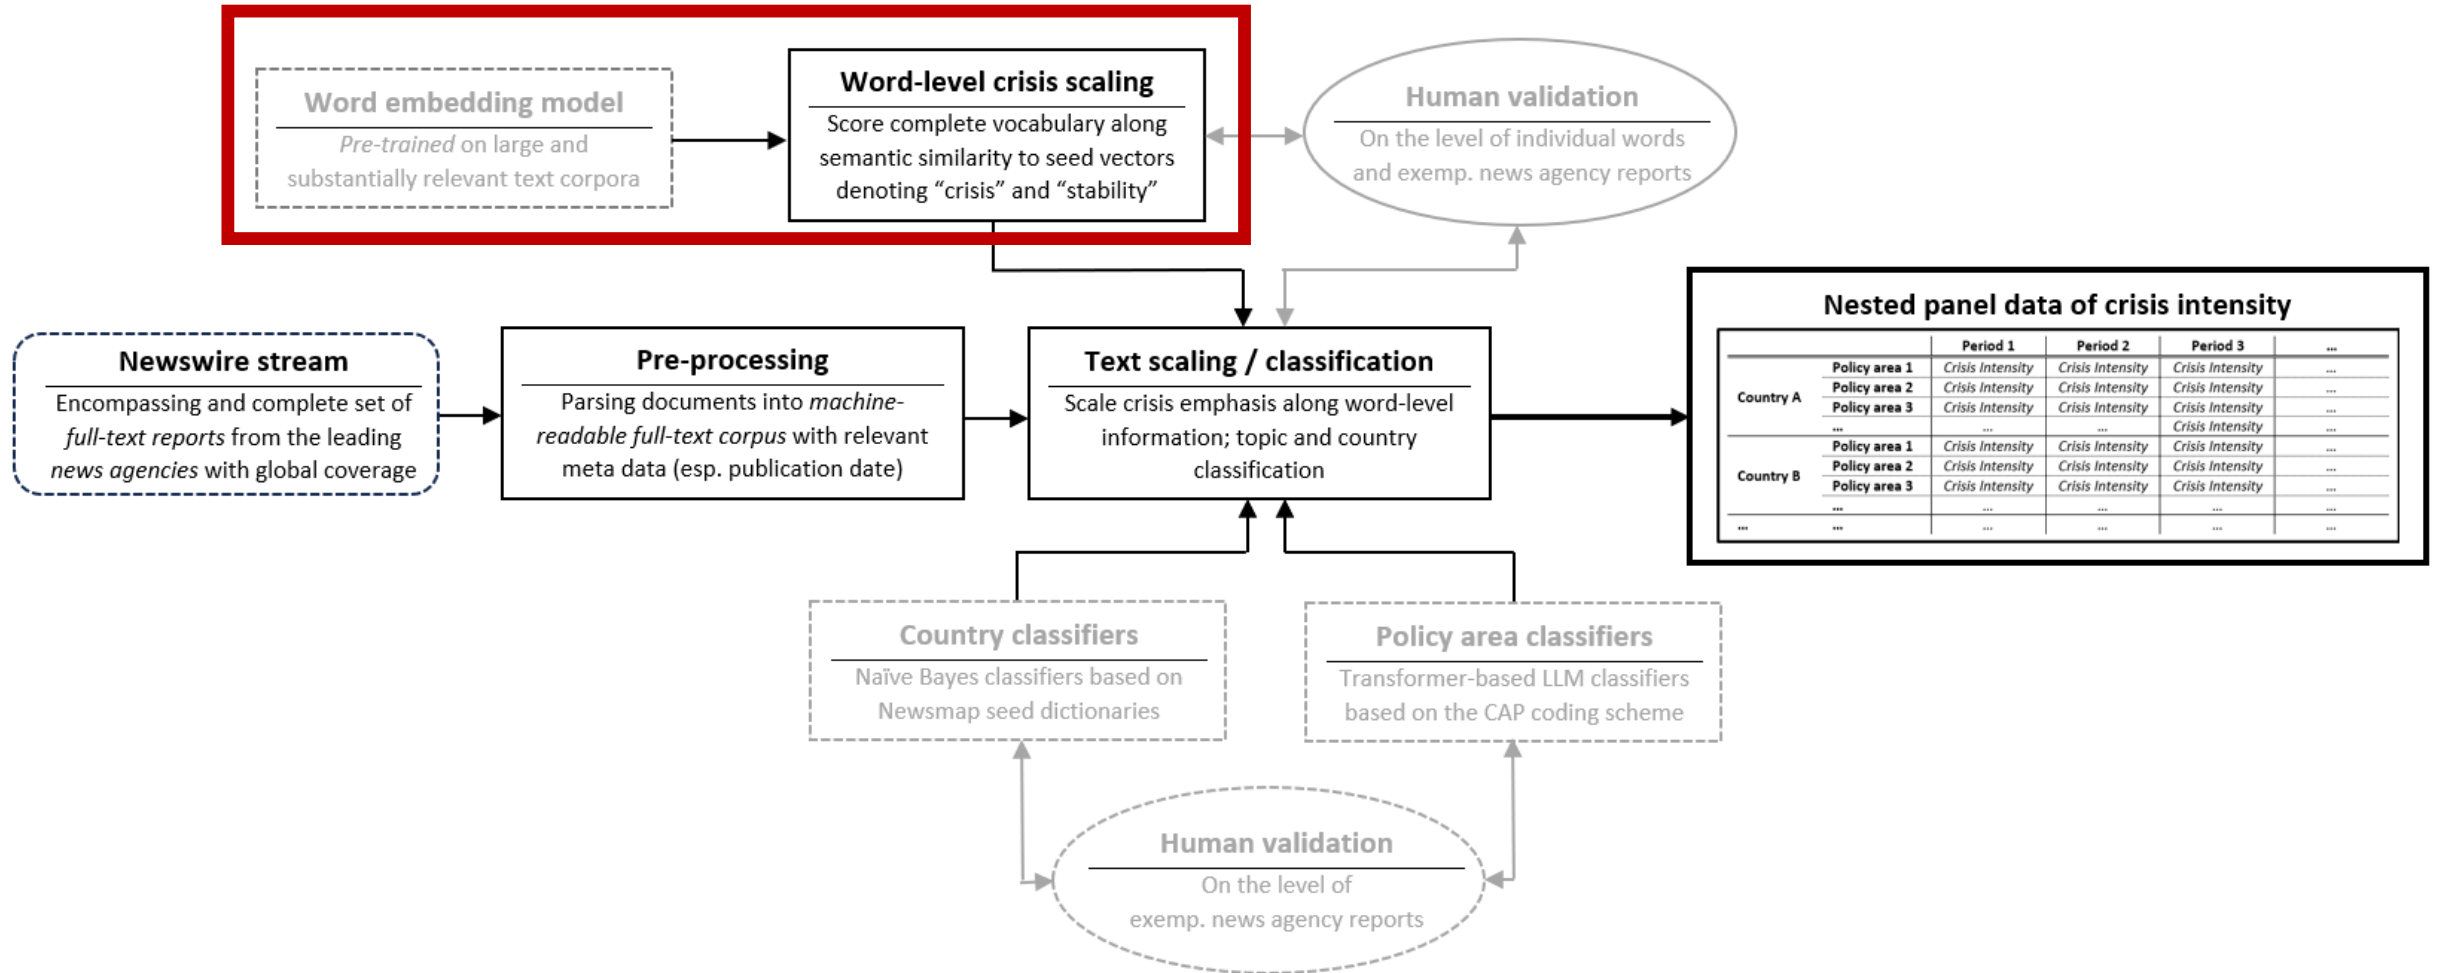 Word embedding model
Pre-trained on large and
substantially relevant text corpora
Word-level crisis scaling
Score complete vocabulary along
semantic similarity to seed vectors
denoting “crisis” and “stability”
Human validation
On the level of individual words
and exemp. news agency reports
Newswire stream
Encompassing and complete set of
full-text reports from the leading
news agencies with global coverage
Pre-processing
Parsing documents into machine-
readable full-text corpus with relevant
meta data (esp. publication date)
Text scaling / classification
Scale crisis emphasis along word-level
information; topic and country
classification
Nested panel data of crisis intensity
Period 1 Period 2 Period 3 ...
Country A
Policy area 1 Crisis Intensity Crisis Intensity Crisis Intensity ...
Policy area 2 Crisis Intensity Crisis Intensity Crisis Intensity ...
Policy area 3 Crisis Intensity Crisis Intensity Crisis Intensity ...
... ... ... Crisis Intensity ...
Country B
Policy area 1 Crisis Intensity Crisis Intensity Crisis Intensity ...
Policy area 2 Crisis Intensity Crisis Intensity Crisis Intensity ...
Policy area 3 Crisis Intensity Crisis Intensity Crisis Intensity ...
... ... ... ... ...
... ... ... ... ... ...
Country classifiers
Naïve Bayes classifiers based on
Newsmap seed dictionaries
Policy area classifiers
Transformer-based LLM classifiers
based on the CAP coding scheme
Human validation
On the level of
exemp. news agency reports